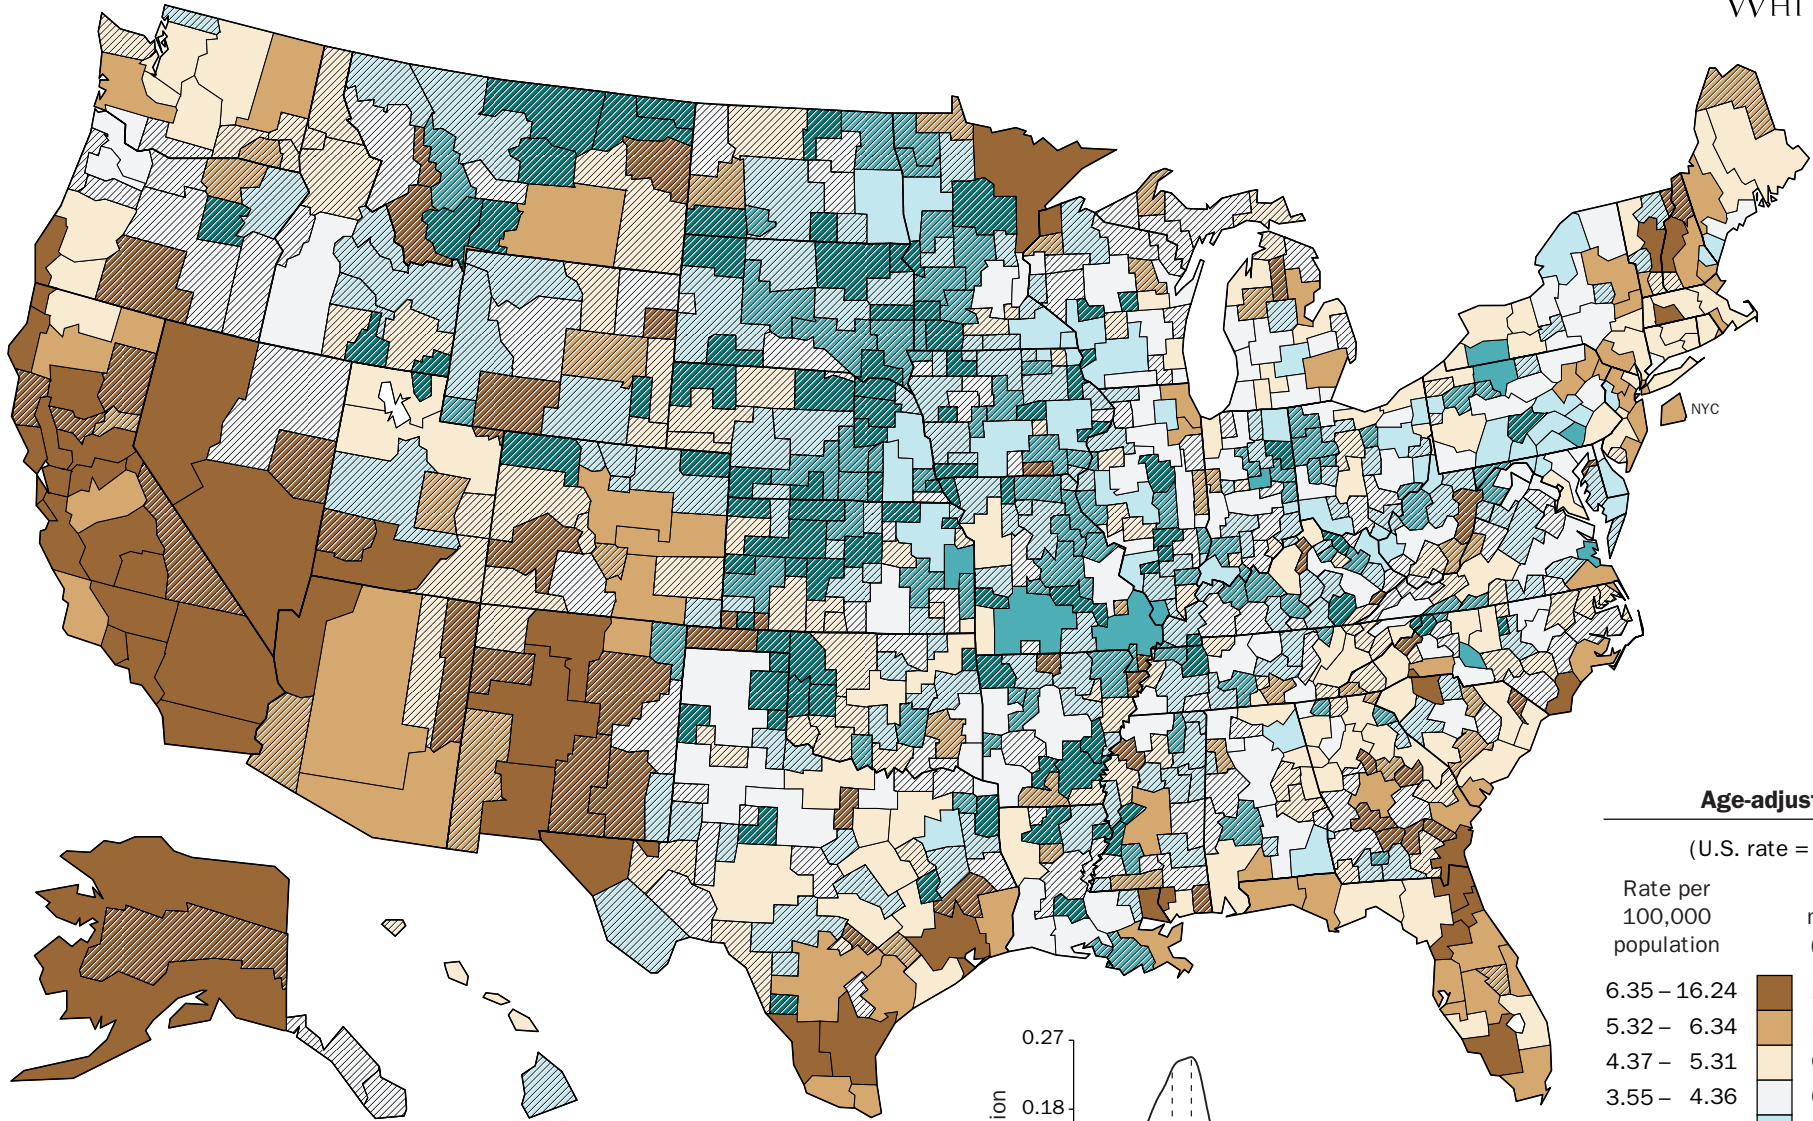 NYC
Age-adjus
(U.S. rate =
Rate per
100,000
population
6.35 – 16.24
5.32 – 6.34
4.37 – 5.31
3.55 – 4.36
0.27
0.18
ion